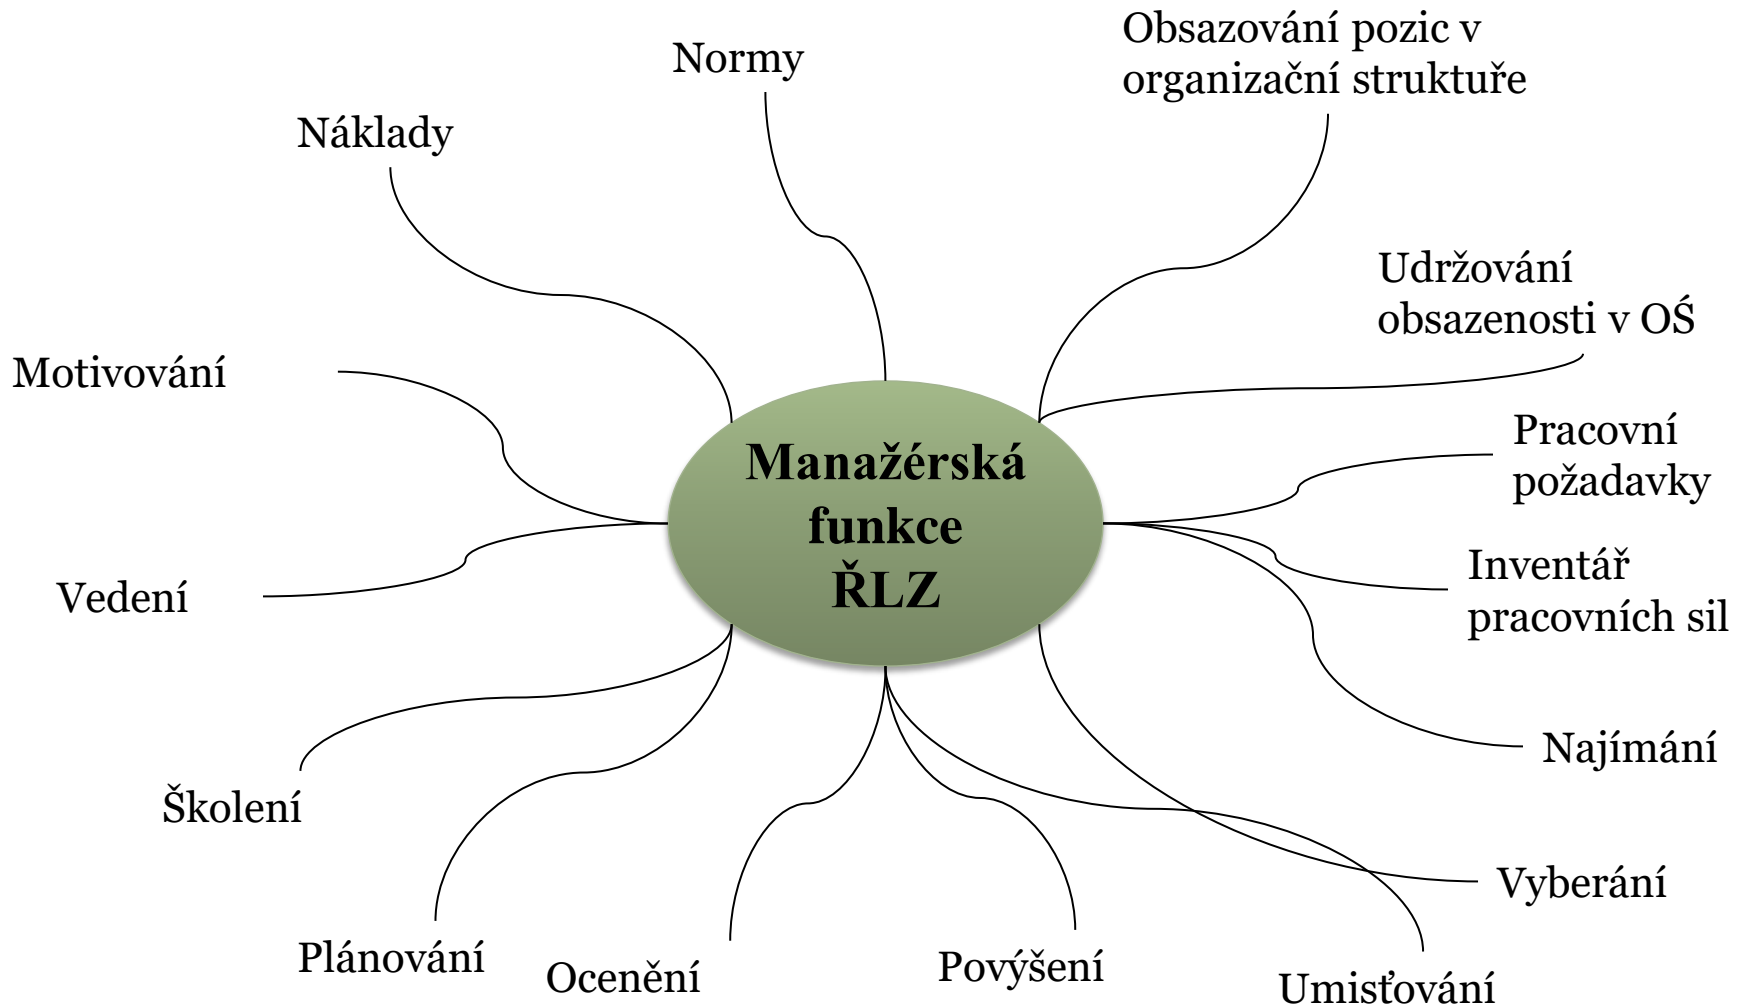 Obsazování pozic v
organizační struktuře
Normy
Náklady
Udržování
obsazenosti v OŚ
Motivování
Pracovní
požadavky
Manažérská
funkce
ŘLZ
Inventář
pracovních sil
Vedení
Najímání
Školení
Vyberání
Plánování
Ocenění
Povýšení
Umisťování